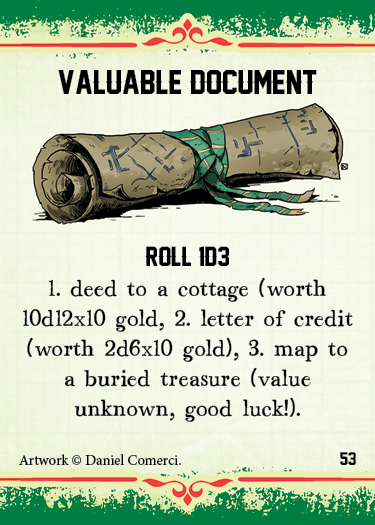 VALUABLE DOCUMENT
ROLL 1D3
1. deed to a cottage (worth
10d12x10 gold, 2. letter of credit
(worth 2d6x10 gold), 3. map to
a buried treasure (value
unknown, good luck!).
Artwork © Daniel Comerci.
53